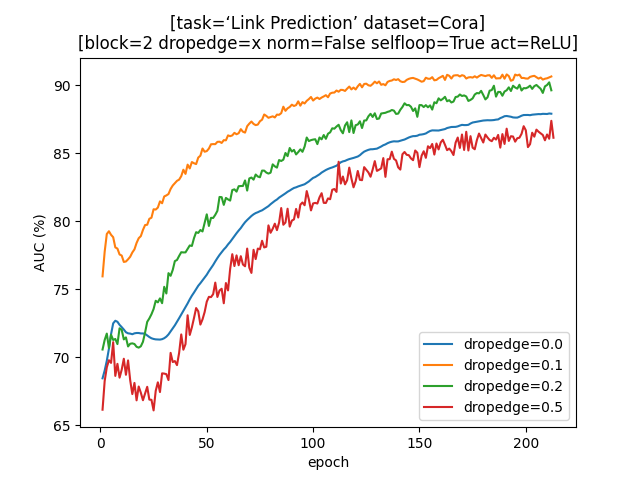 [task=‘Link Prediction’ dataset=Cora]
[block=2 dropedge=x norm=False selfloop=True act=ReLU]
AUC (%)
90
85
80
75
70
65
0
50
100
150
200
epoch
dropedge=0.0
dropedge=0.1
dropedge=0.2
dropedge=0.5